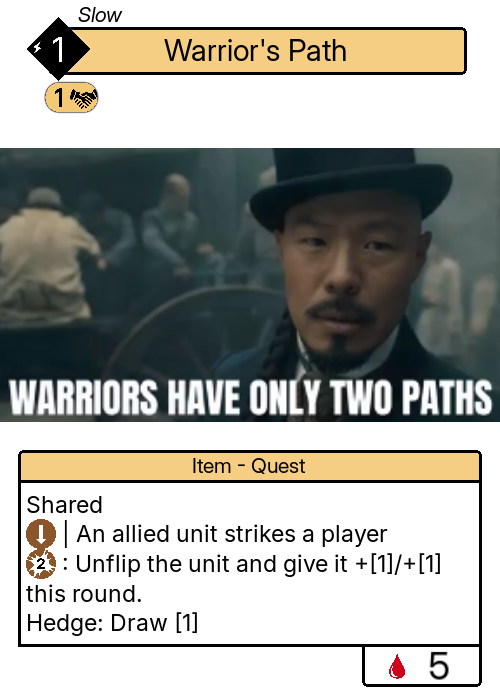 Slow
1 Warrior's Path
1
WARRIORS HAVE ONLY TWO PATHS
Item - Quest
Shared
| An allied unit strikes a player
2 : Unflip the unit and give it +[1]/+[1]
this round.
Hedge: Draw [1]
5